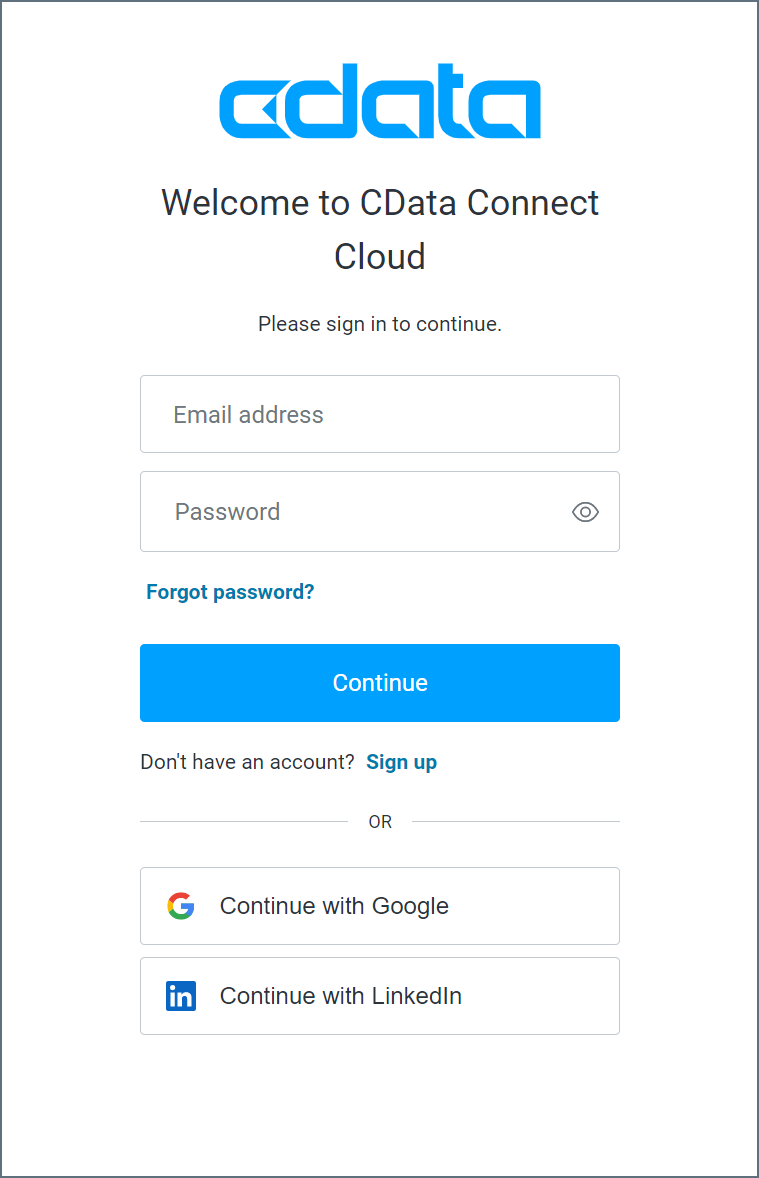 cdata
Welcome to CData Connect
Cloud
Please sign in to continue.
Email address
Password
Forgot password?
Continue
Don't have an account? Sign up
OR
Continue with Google
in Continue with LinkedIn